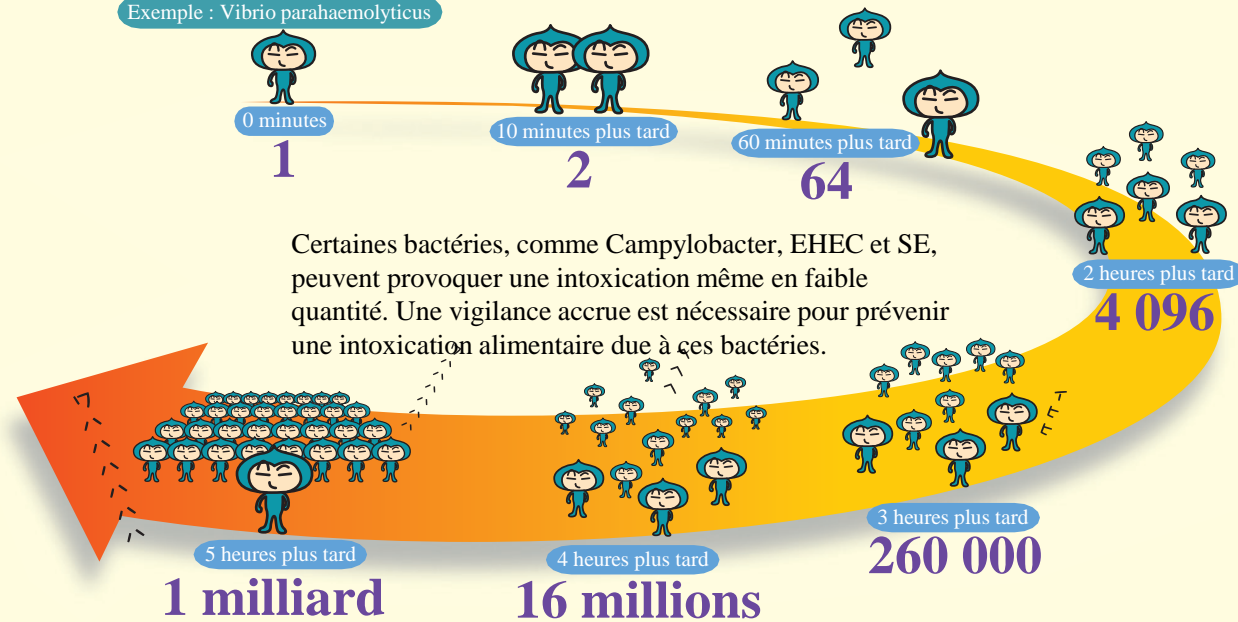 Exemple : Vibrio parahaemolyticus
0 minutes
1
10 minutes plus tard
2
60 minutes plus tard
64
2 heures plus tard
4 096
Certaines bactéries, comme Campylobacter, EHEC et SE,
peuvent provoquer une intoxication même en faible
quantité. Une vigilance accrue est nécessaire pour prévenir
une intoxication alimentaire due à ces bactéries.
3 heures plus tard
260 000
4 heures plus tard
16 millions
5 heures plus tard
1 milliard